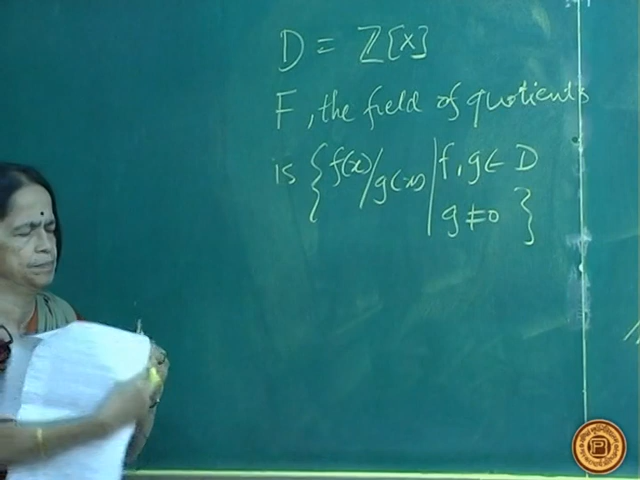 D = ℤ[x]
F, the field of quotients
is { f(x)/g(x) | f, g ∈ D
g ≠ 0 }